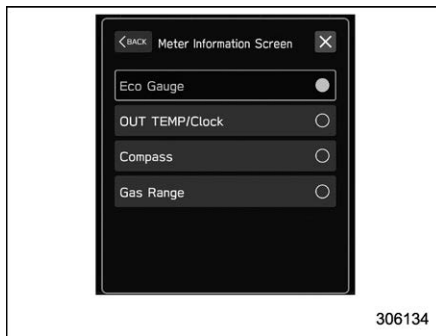 BACK Meter Information Screen X
Eco Gauge
OUT TEMP/Clock
Compass
Gas Range
306134